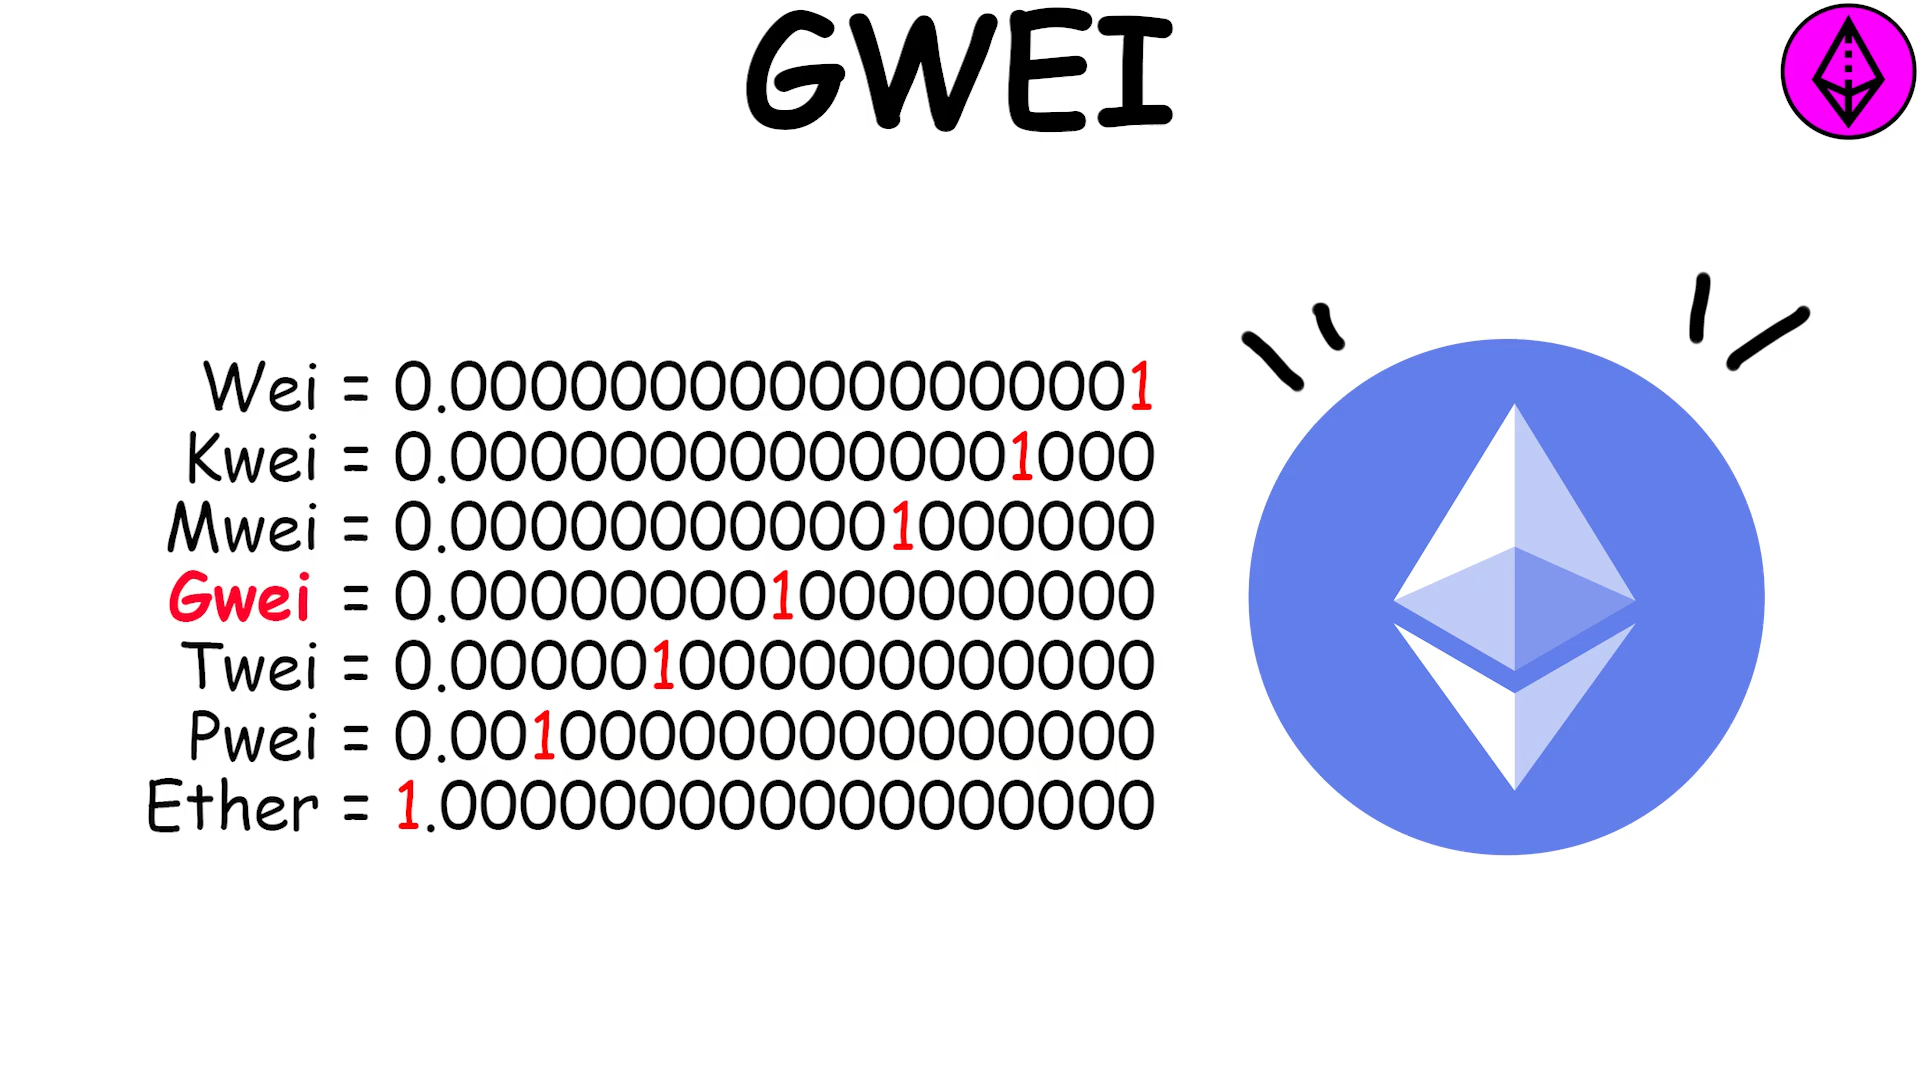 GWEI
Wei = 0.000000000000000001
Kwei = 0.000000000000001000
Mwei = 0.000000000001000000
Gwei = 0.000000001000000000
Twei = 0.000001000000000000
Pwei = 0.001000000000000000
Ether = 1.000000000000000000